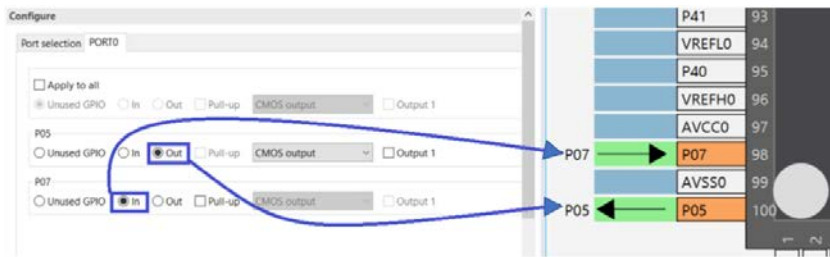 Configure
Port selection PORT0
Apply to all
Unused GPIO In Out Pull-up CMOS output Output 1
P05
Unused GPIO In Out Pull-up CMOS output Output 1
P07
Unused GPIO In Out Pull-up CMOS output Output 1
P41 93
VREFL0 94
P40 95
VREFH0 96
AVCC0 97
P07 P07 98
AVSS0 99
P05 P05 100
1 2